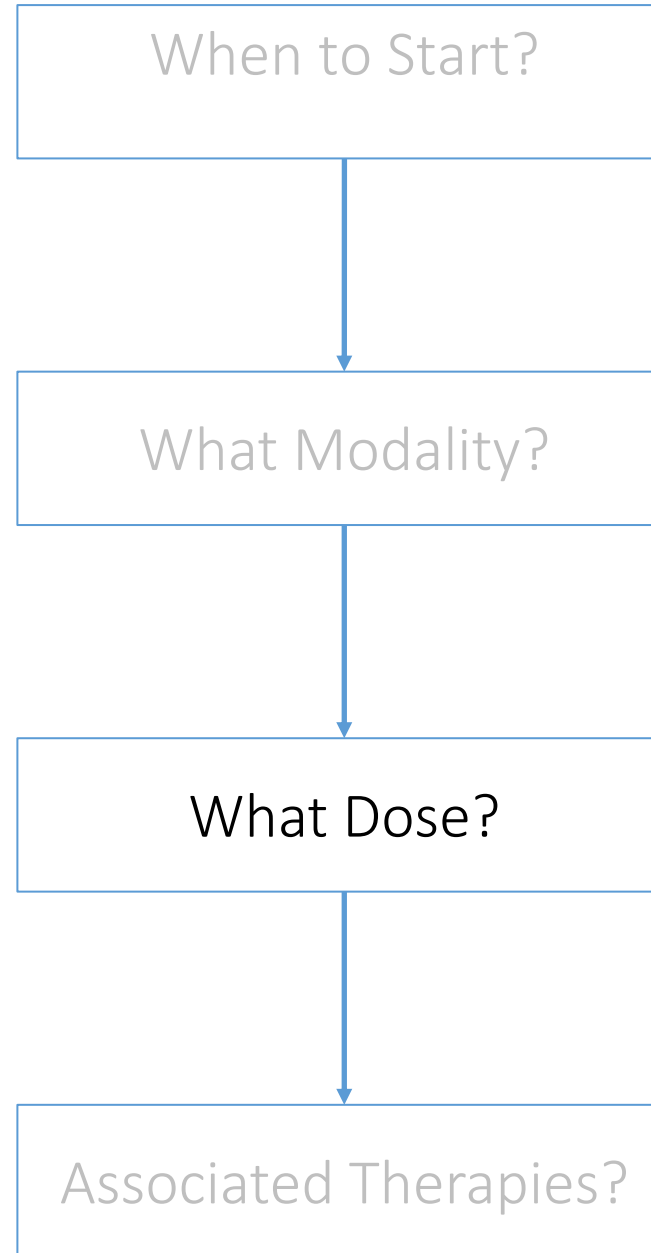 When to Start?
What Modality?
What Dose?
Associated Therapies?